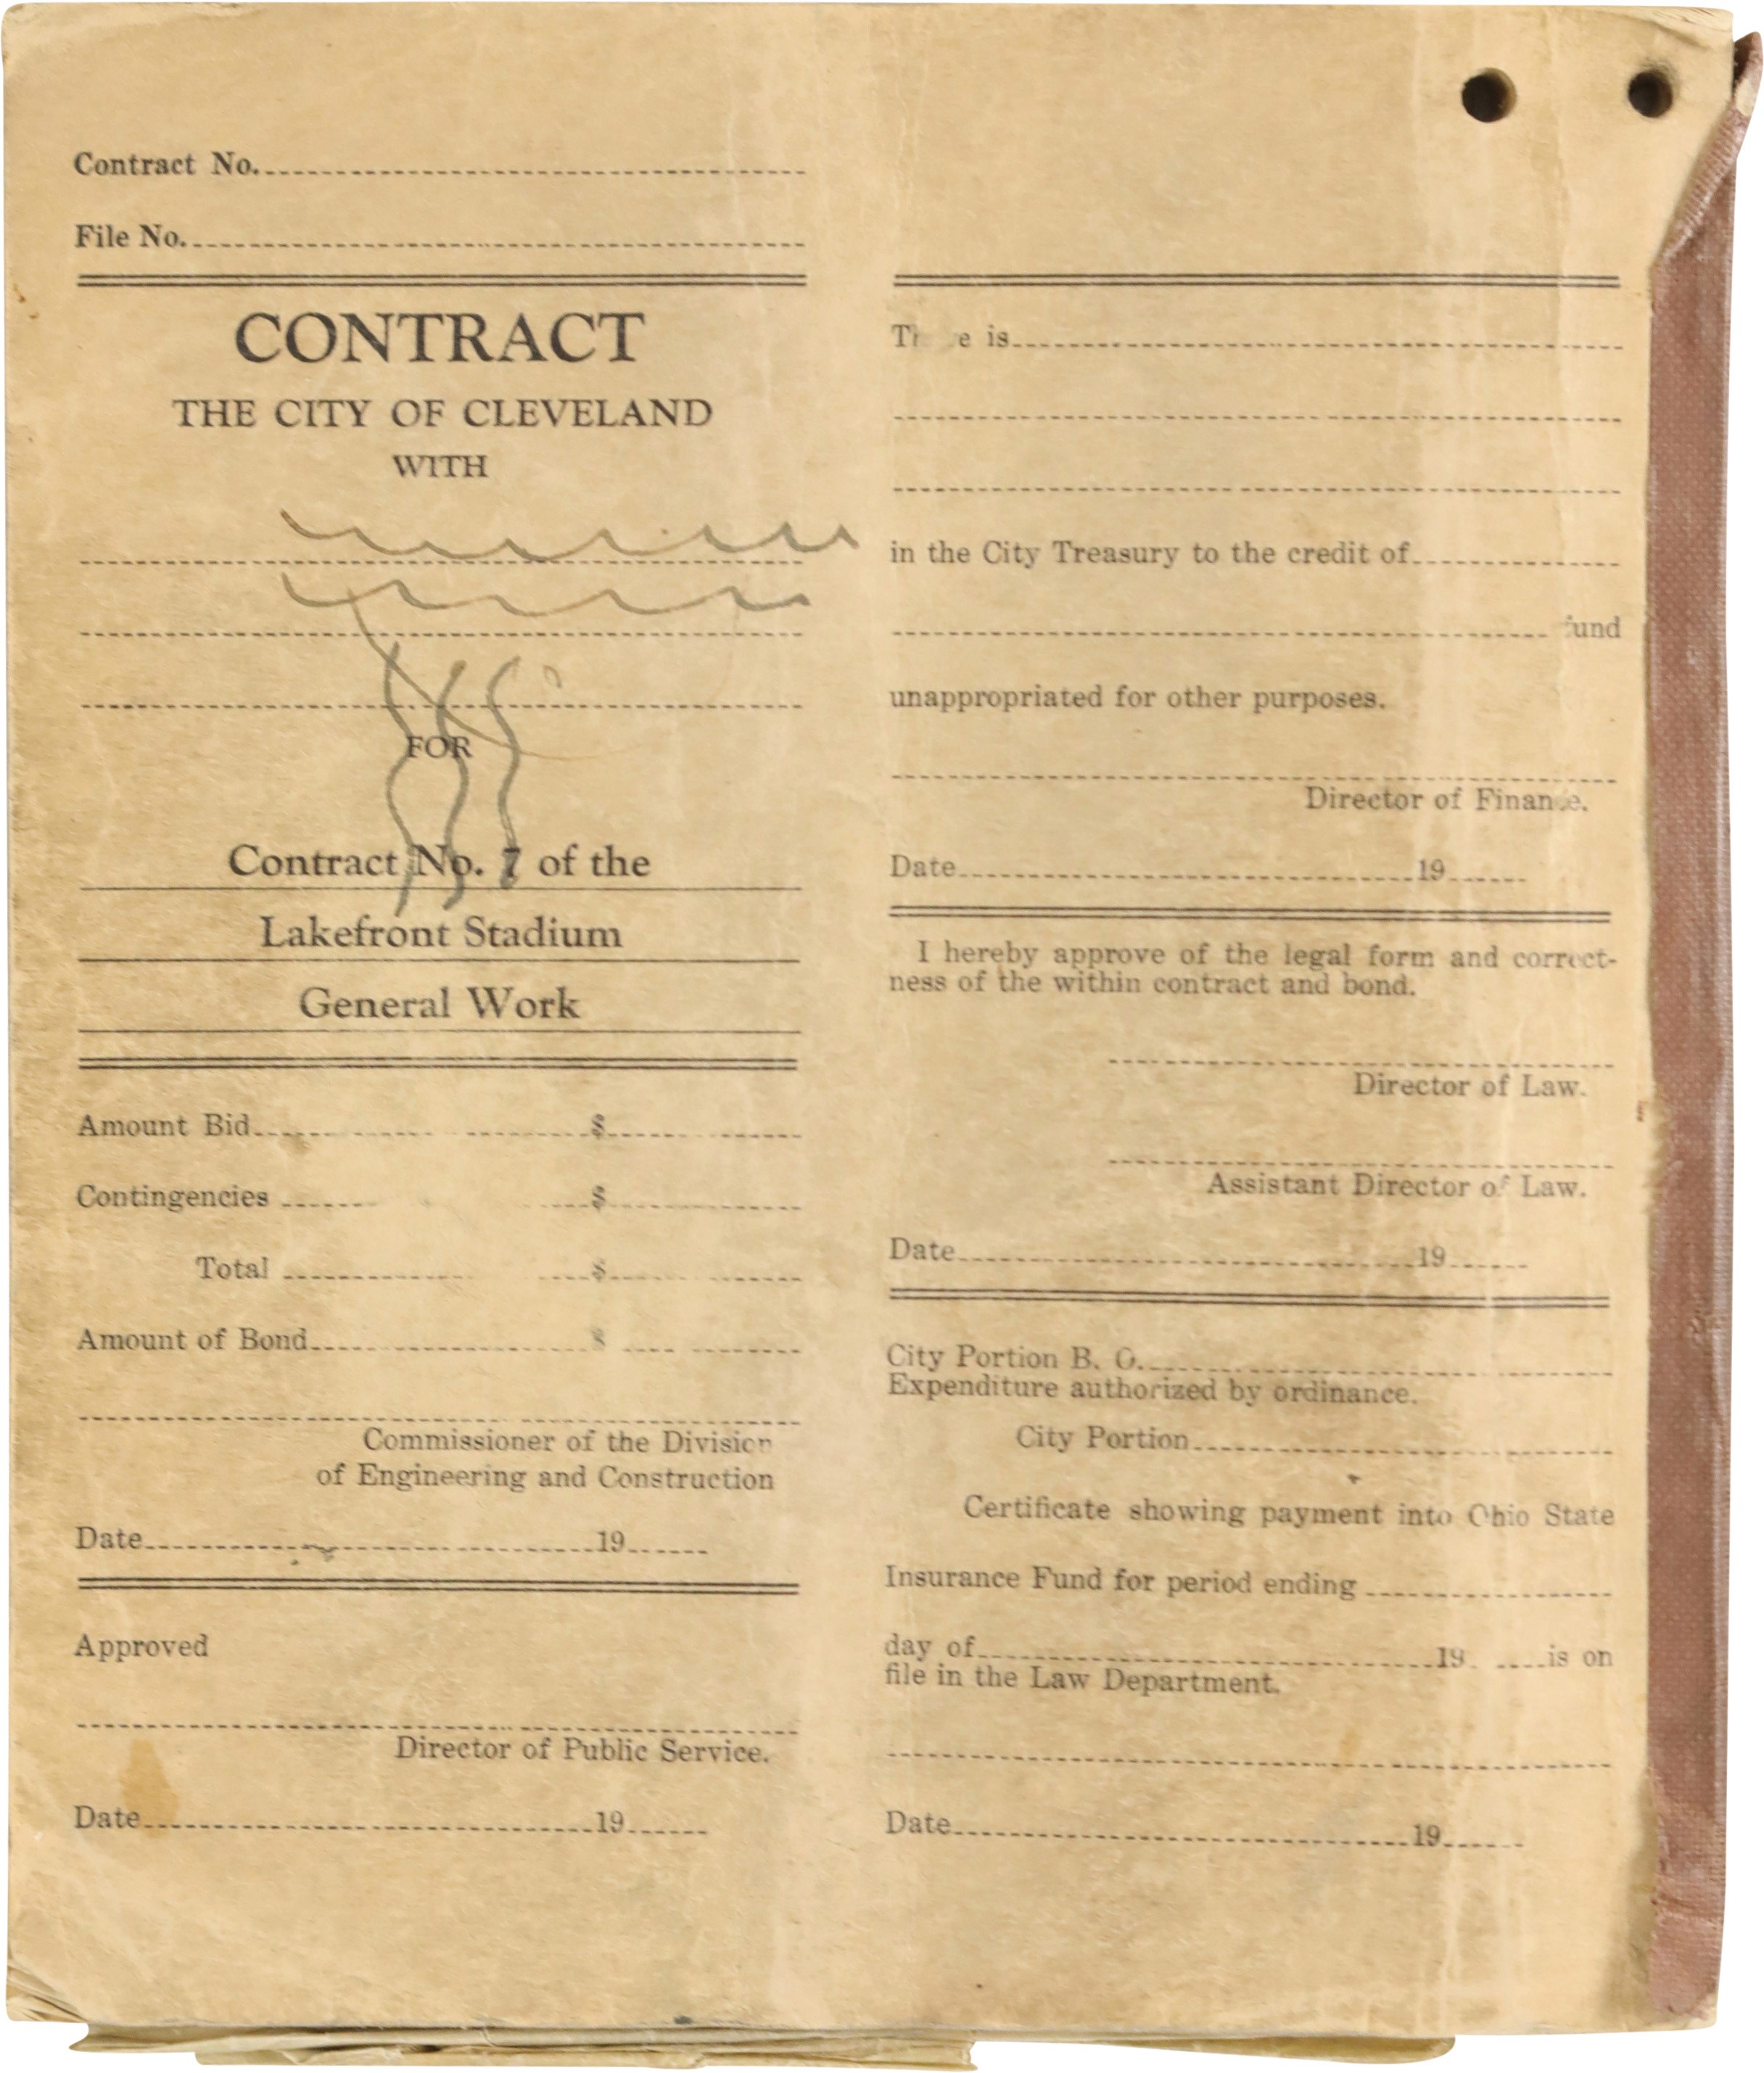 Contract No.
File No.
CONTRACT
THE CITY OF CLEVELAND
WITH
FOR
Contract No. 7 of the
Lakefront Stadium
General Work
Amount Bid $
Contingencies $
Total $
Amount of Bond $
Commissioner of the Division
of Engineering and Construction
Date 19
Approved
Director of Public Service.
Date 19
is
in the City Treasury to the credit of
fund
unappropriated for other purposes.
Director of Finance.
Date 19
I hereby approve of the legal form and correct-
ness of the within contract and bond.
Director of Law.
Assistant Director of Law.
Date 19
City Portion B. O.
Expenditure authorized by ordinance.
City Portion
Certificate showing payment into Ohio State
Insurance Fund for period ending
day of 19 is on
file in the Law Department.
Date 19